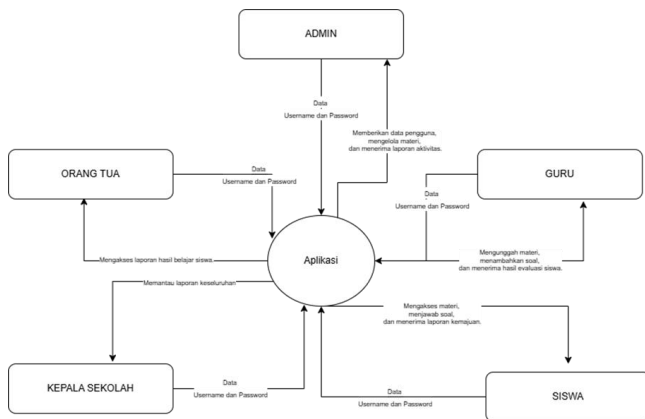 ADMIN
Data
Username dan Password
Memberikan data pengguna,
mengelola materi,
dan menerima laporan aktivitas.
ORANG TUA
Data
Username dan Password
GURU
Data
Username dan Password
Aplikasi
Mengakses laporan hasil belajar siswa.
Mengunggah materi,
menambahkan soal,
dan menerima hasil evaluasi siswa.
Memantau laporan keseluruhan
Mengakses materi,
menjawab soal,
dan menerima laporan kemajuan.
KEPALA SEKOLAH
Data
Username dan Password
Data
Username dan Password
SISWA